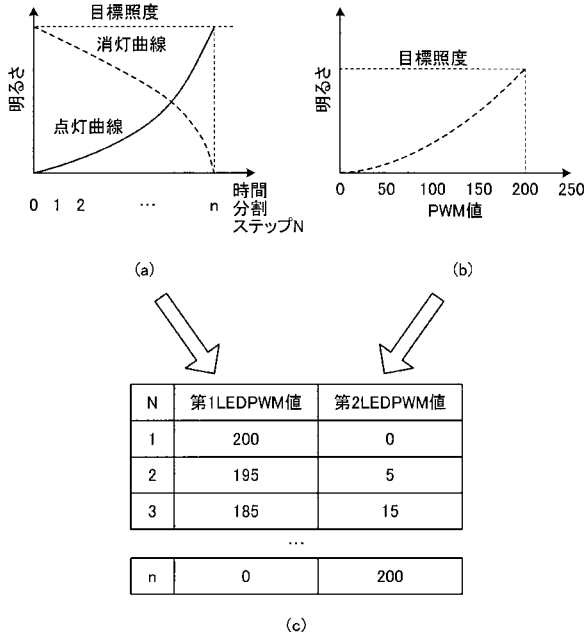 目標照度
消灯曲線
明るさ
点灯曲線
0 1 2 … n
時間
分割
ステップN
(a)
目標照度
明るさ
0 50 100 150 200 250
PWM値
(b)
N 第1LEDPWM値 第2LEDPWM値
1 200 0
2 195 5
3 185 15
…
n 0 200
(c)